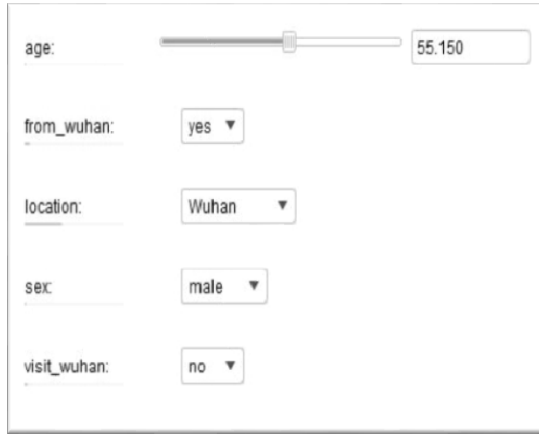 age: 55.150
from_wuhan: yes
location: Wuhan
sex: male
visit_wuhan: no